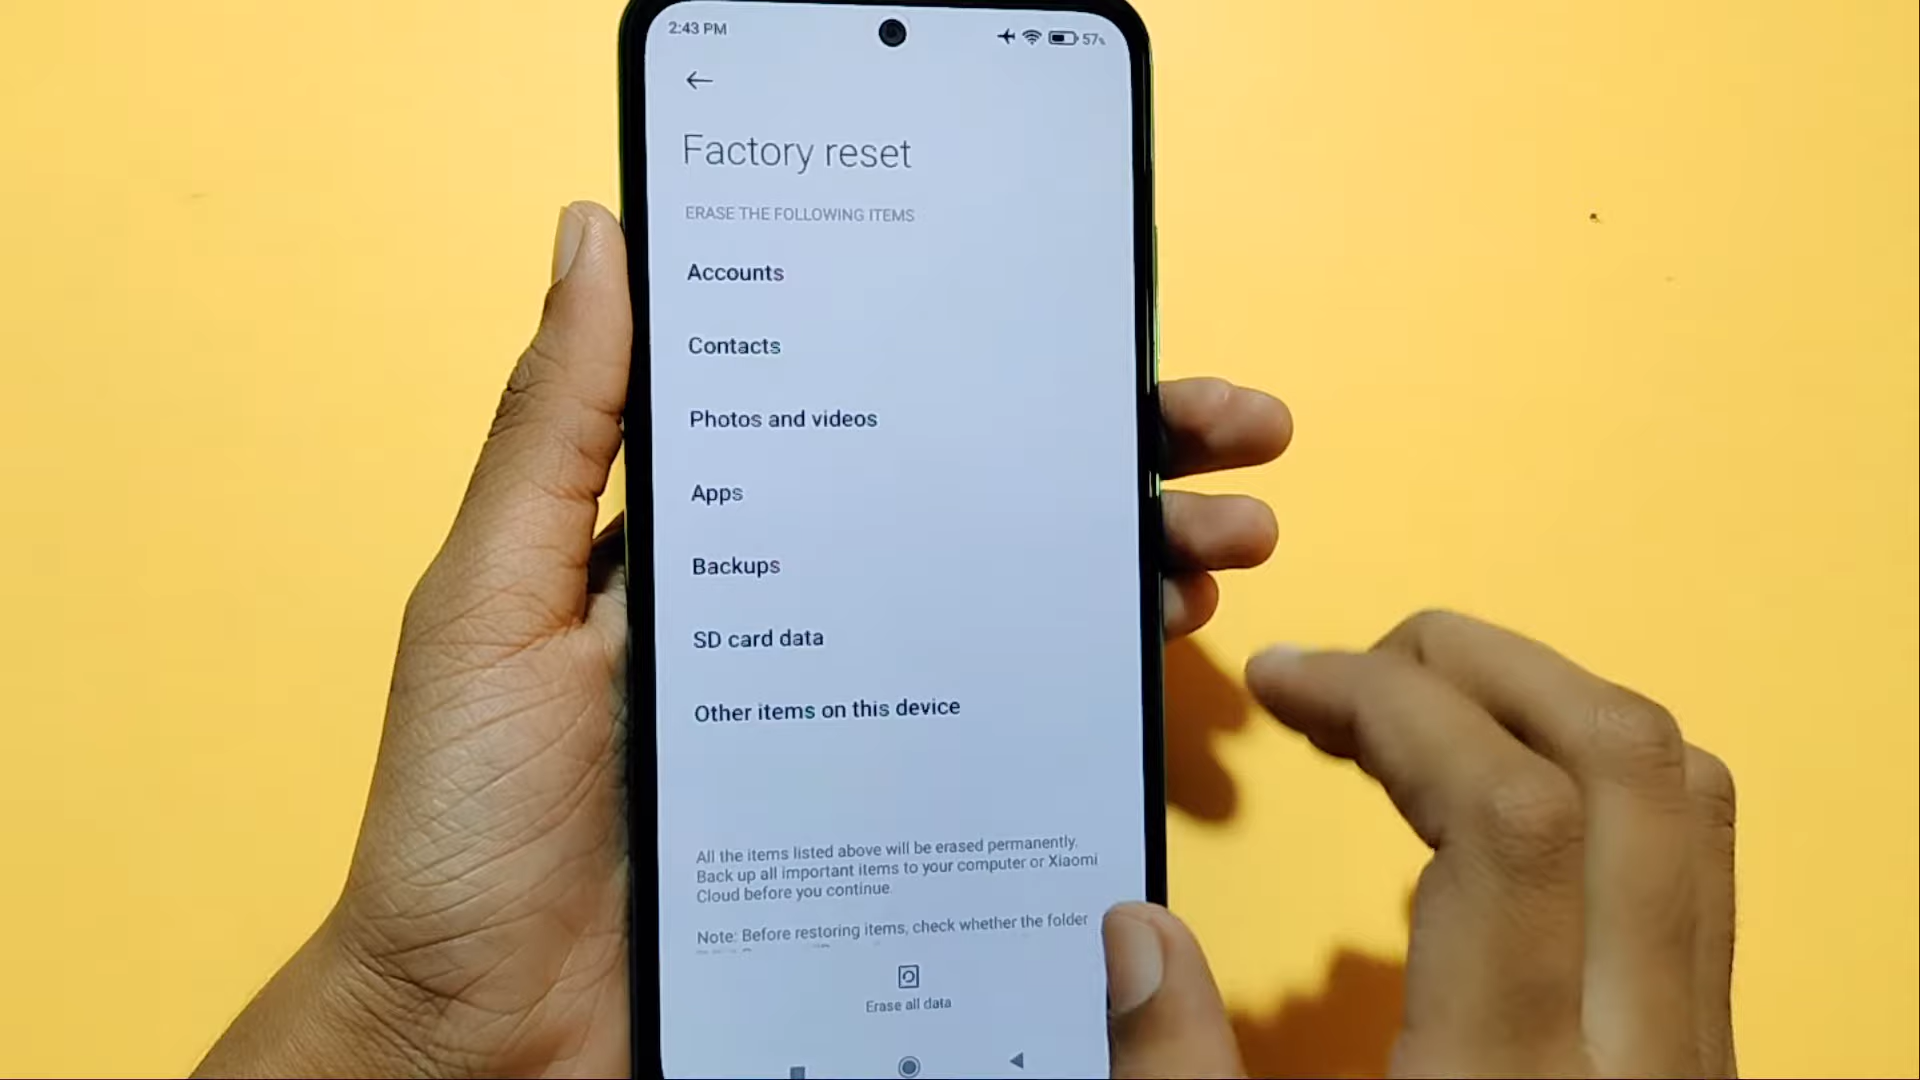 2:43 PM
57%
Factory reset
ERASE THE FOLLOWING ITEMS
Accounts
Contacts
Photos and videos
Apps
Backups
SD card data
Other items on this device
All the items listed above will be erased permanently.
Back up all important items to your computer or Xiaomi
Cloud before you continue.
Note: Before restoring items, check whether the folder
Erase all data